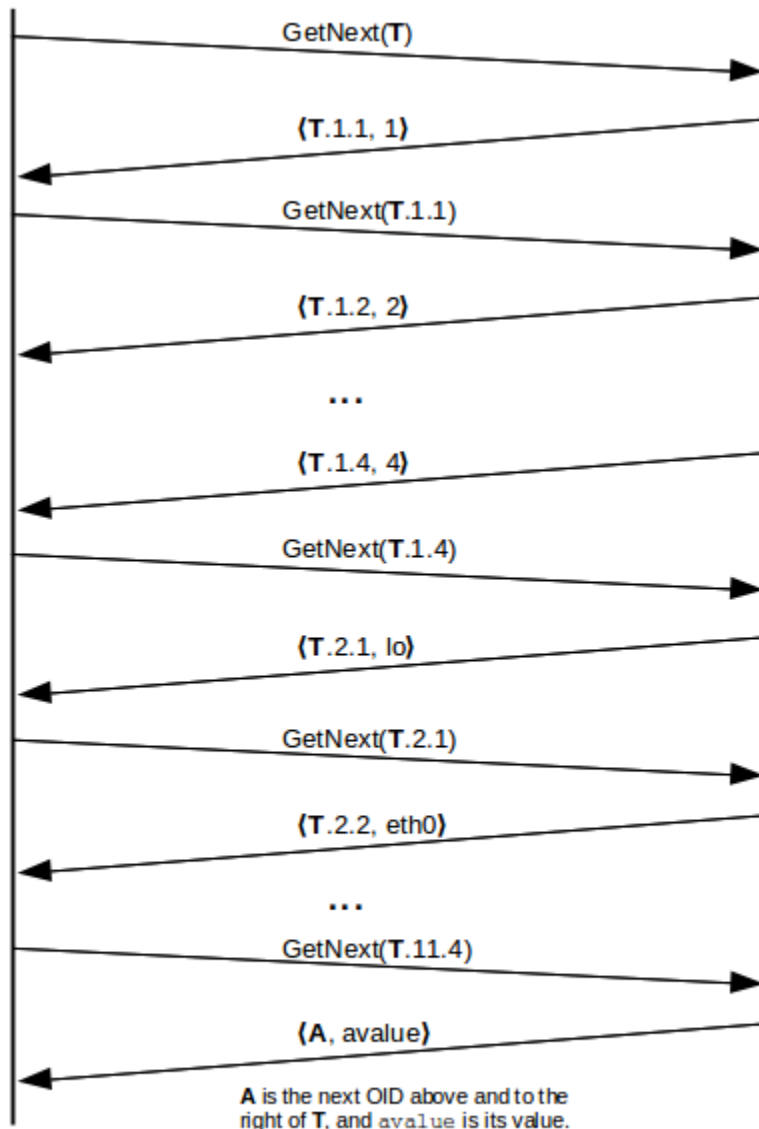 GetNext(T)
⟨T.1.1, 1⟩
GetNext(T.1.1)
⟨T.1.2, 2⟩
...
⟨T.1.4, 4⟩
GetNext(T.1.4)
⟨T.2.1, lo⟩
GetNext(T.2.1)
⟨T.2.2, eth0⟩
...
GetNext(T.11.4)
⟨A, avalue⟩
A is the next OID above and to the
right of T, and avalue is its value.